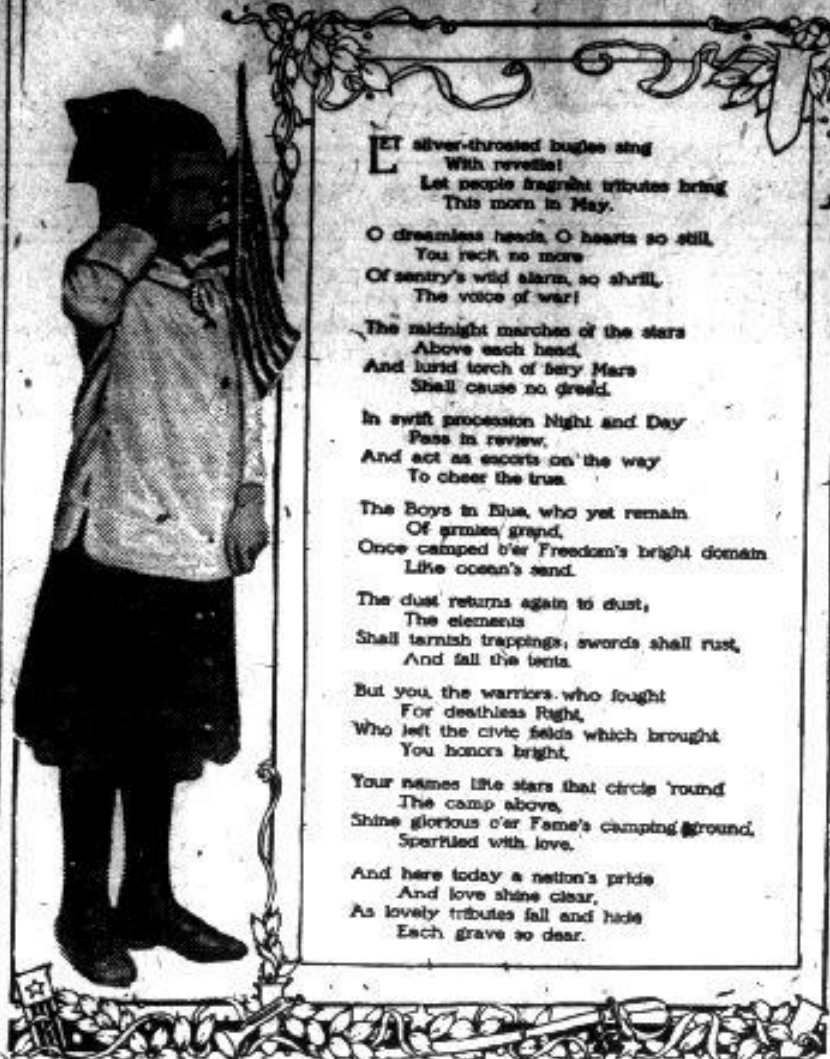 LET silver-throated bugles sing
With reveille!
Let people fragrant tributes bring
This morn in May.
O dreamless heads, O hearts so still,
You reck no more
Of sentry's wild alarm, so shrill,
The voice of war!
The midnight marches of the stars
Above each head,
And lurid torch of fiery Mars
Shall cause no dread.
In swift procession Night and Day
Pass in review,
And act as escorts on the way
To cheer the true.
The Boys in Blue, who yet remain
Of armies grand,
Once camped o'er Freedom's bright domain
Like ocean's sand.
The dust returns again to dust;
The elements
Shall tarnish trappings; swords shall rust,
And fall the tents.
But you, the warriors who fought
For deathless Right,
Who left the civic fields which brought
You honors bright,
Your names like stars that circle 'round
The camp above,
Shine glorious o'er Fame's camping ground,
Sparkled with love.
And here today a nation's pride
And love shine clear,
As lovely tributes fall and hide
Each grave so dear.